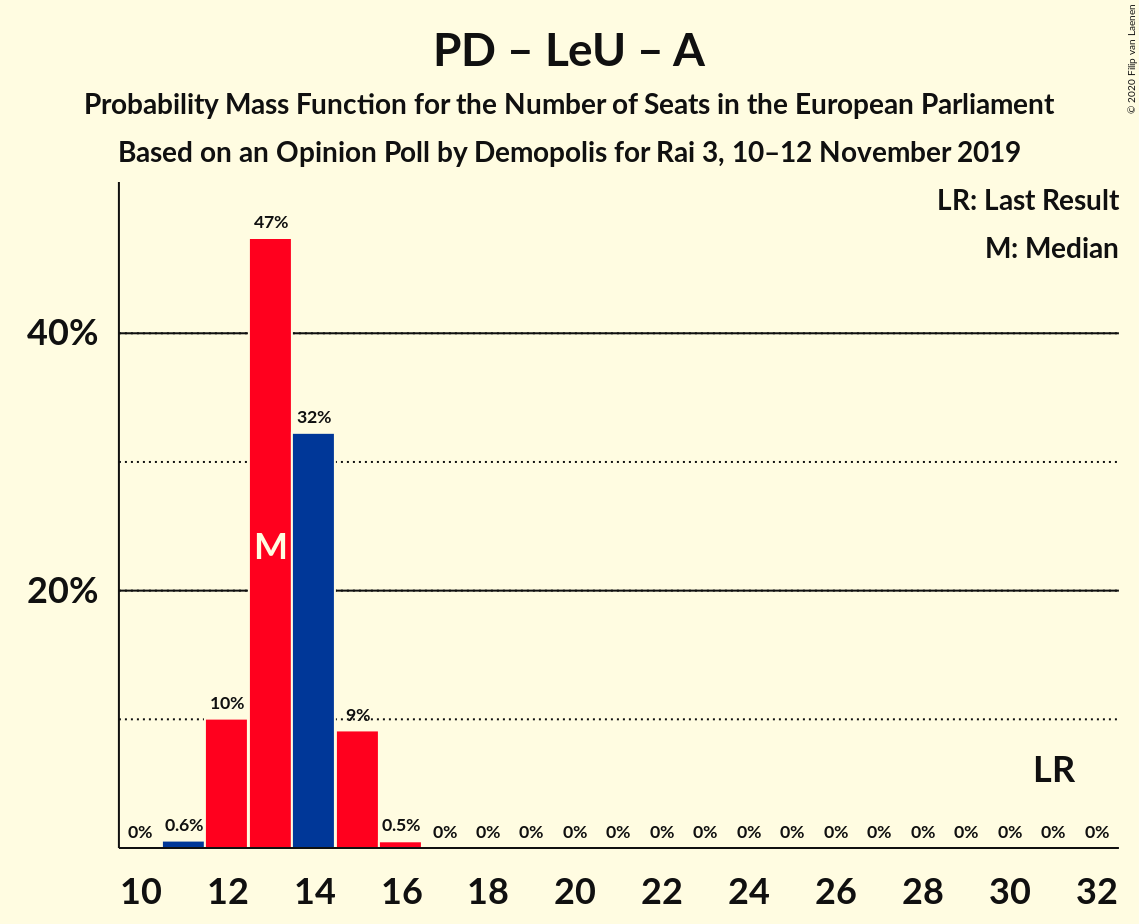 PD – LeU – A
Probability Mass Function for the Number of Seats in the European Parliament
Based on an Opinion Poll by Demopolis for Rai 3, 10–12 November 2019
© 2020 Filip van Laenen
LR: Last Result
M: Median
47%
40%
32%
M
20%
10%
9%
LR
0% 0.6% 0.5% 0% 0% 0% 0% 0% 0% 0% 0% 0% 0% 0% 0% 0% 0% 0% 0%
10 12 14 16 18 20 22 24 26 28 30 32